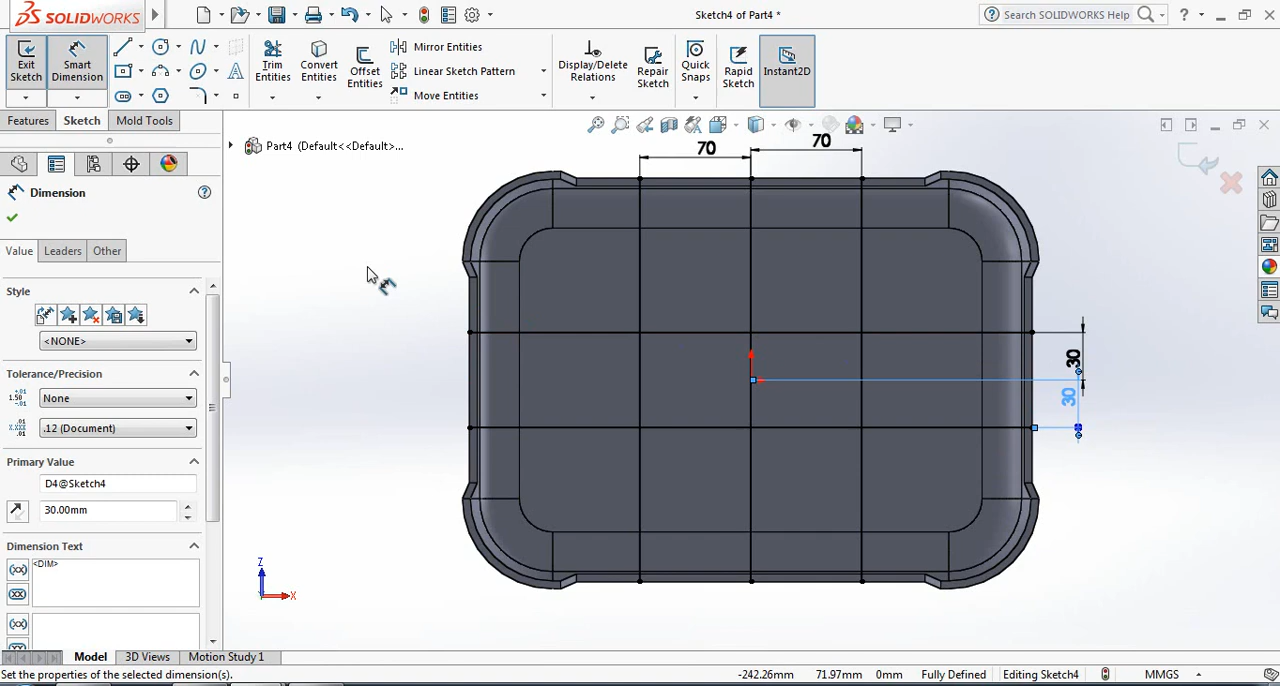 SOLIDWORKS
Sketch4 of Part4 *
Search SOLIDWORKS Help
?
Exit Sketch
Smart Dimension
Trim Entities
Convert Entities
Offset Entities
Mirror Entities
Linear Sketch Pattern
Move Entities
Display/Delete Relations
Repair Sketch
Quick Snaps
Rapid Sketch
Instant2D
Features
Sketch
Mold Tools
Part4 (Default<<Default>...
70
70
Dimension
Value
Leaders
Other
Style
<NONE>
Tolerance/Precision
None
.12 (Document)
Primary Value
D4@Sketch4
30.00mm
Dimension Text
<DIM>
30
30
Z
X
Model
3D Views
Motion Study 1
Set the properties of the selected dimension(s).
-242.26mm
71.97mm
0mm
Fully Defined
Editing Sketch4
MMGS